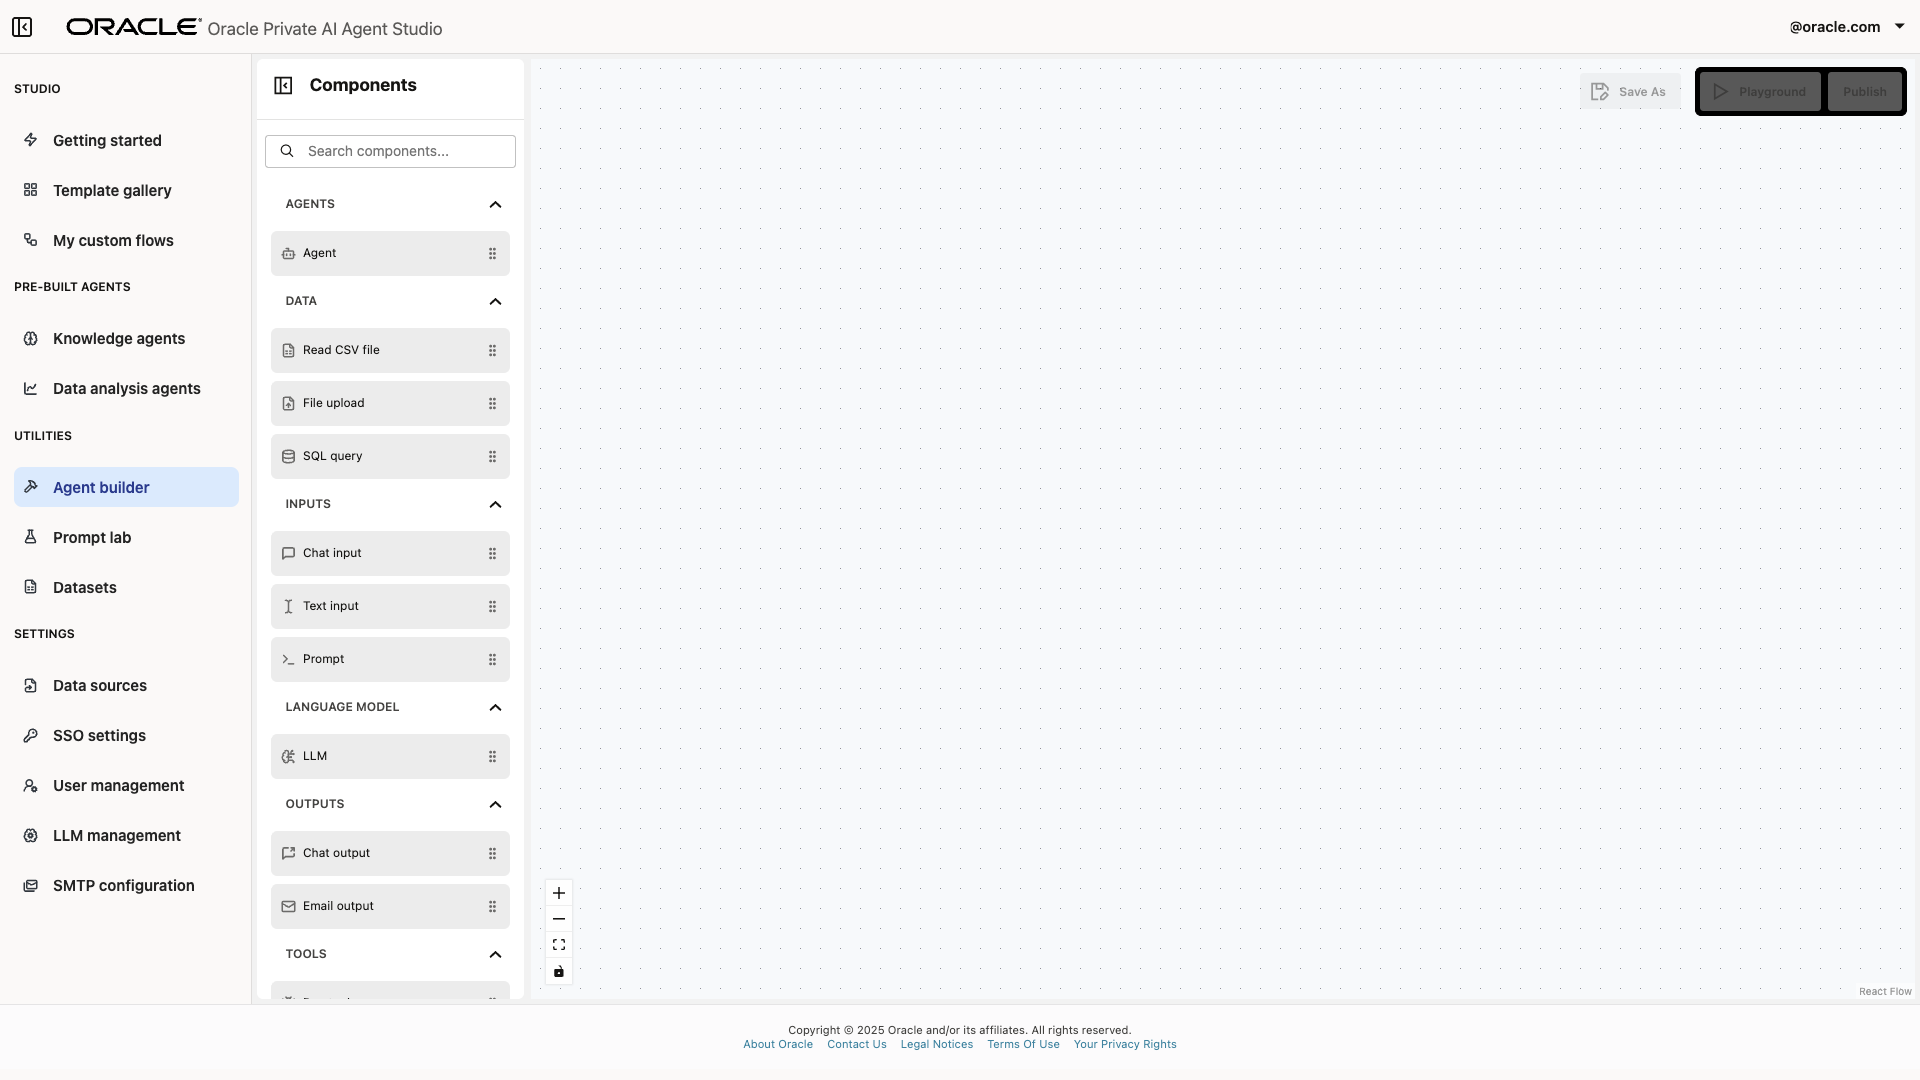 ORACLE Oracle Private AI Agent Studio
@oracle.com
STUDIO
Getting started
Template gallery
My custom flows
PRE-BUILT AGENTS
Knowledge agents
Data analysis agents
UTILITIES
Agent builder
Prompt lab
Datasets
SETTINGS
Data sources
SSO settings
User management
LLM management
SMTP configuration
Components
Search components...
AGENTS
Agent
DATA
Read CSV file
File upload
SQL query
INPUTS
Chat input
Text input
Prompt
LANGUAGE MODEL
LLM
OUTPUTS
Chat output
Email output
TOOLS
Save As
Playground
Publish
React Flow
Copyright © 2025 Oracle and/or its affiliates. All rights reserved.
About Oracle Contact Us Legal Notices Terms Of Use Your Privacy Rights